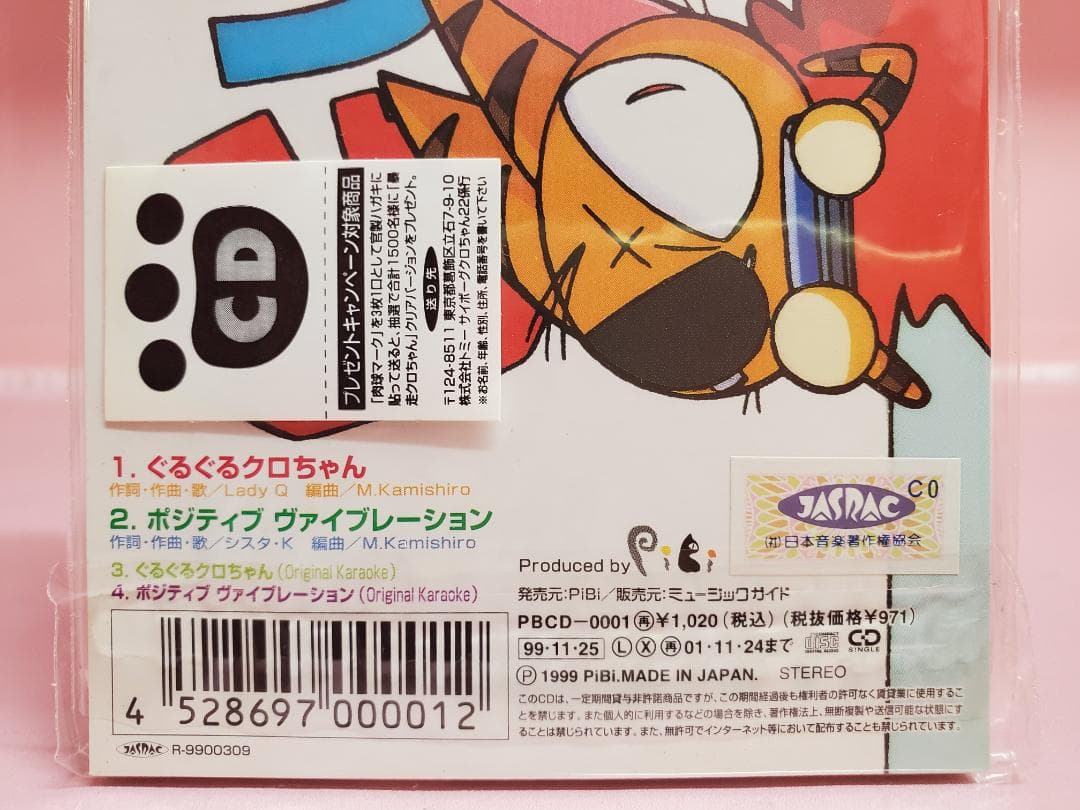 CD
プレゼントキャンペーン対象商品
「肉球マーク」を3枚1口として官製ハガキに
貼って送ると、抽選で合計1500名様に「暴
走クロちゃん」クリアバージョンをプレゼント。
送り先
〒124-8511 東京都葛飾区立石7-9-10
株式会社トミー サイボーグクロちゃん22係行
※お名前、年齢、性別、住所、電話番号を書いて下さい
1. ぐるぐるクロちゃん
作詞・作曲・歌／Lady Q 編曲／M.Kamishiro
2. ポジティブ ヴァイブレーション
作詞・作曲・歌／シスタ・K 編曲／M.Kamishiro
3. ぐるぐるクロちゃん(Original Karaoke)
4. ポジティブ ヴァイブレーション(Original Karaoke)
JASRAC C0
(社)日本音楽著作権協会
Produced by PiBi
発売元:PiBi／販売元:ミュージックガイド
PBCD-0001 再 ¥1,020(税込) (税抜価格¥971)
99・11・25 L X 再 01・11・24まで COMPACT disc DIGITAL AUDIO CD SINGLE
Ⓟ 1999 PiBi.MADE IN JAPAN. STEREO
このCDは、一定期間貸与非許諾商品ですが、この期間経過後も権利者の許可なく賃貸業に使用するこ
とを禁じます。また個人的に利用するなどの場合を除き、著作権法上、無断複製や送信可能な状態にす
ることは禁じられています。また、無許可でインターネット等において配布することも禁じられています。
4 528697 000012
JASRAC R-9900309